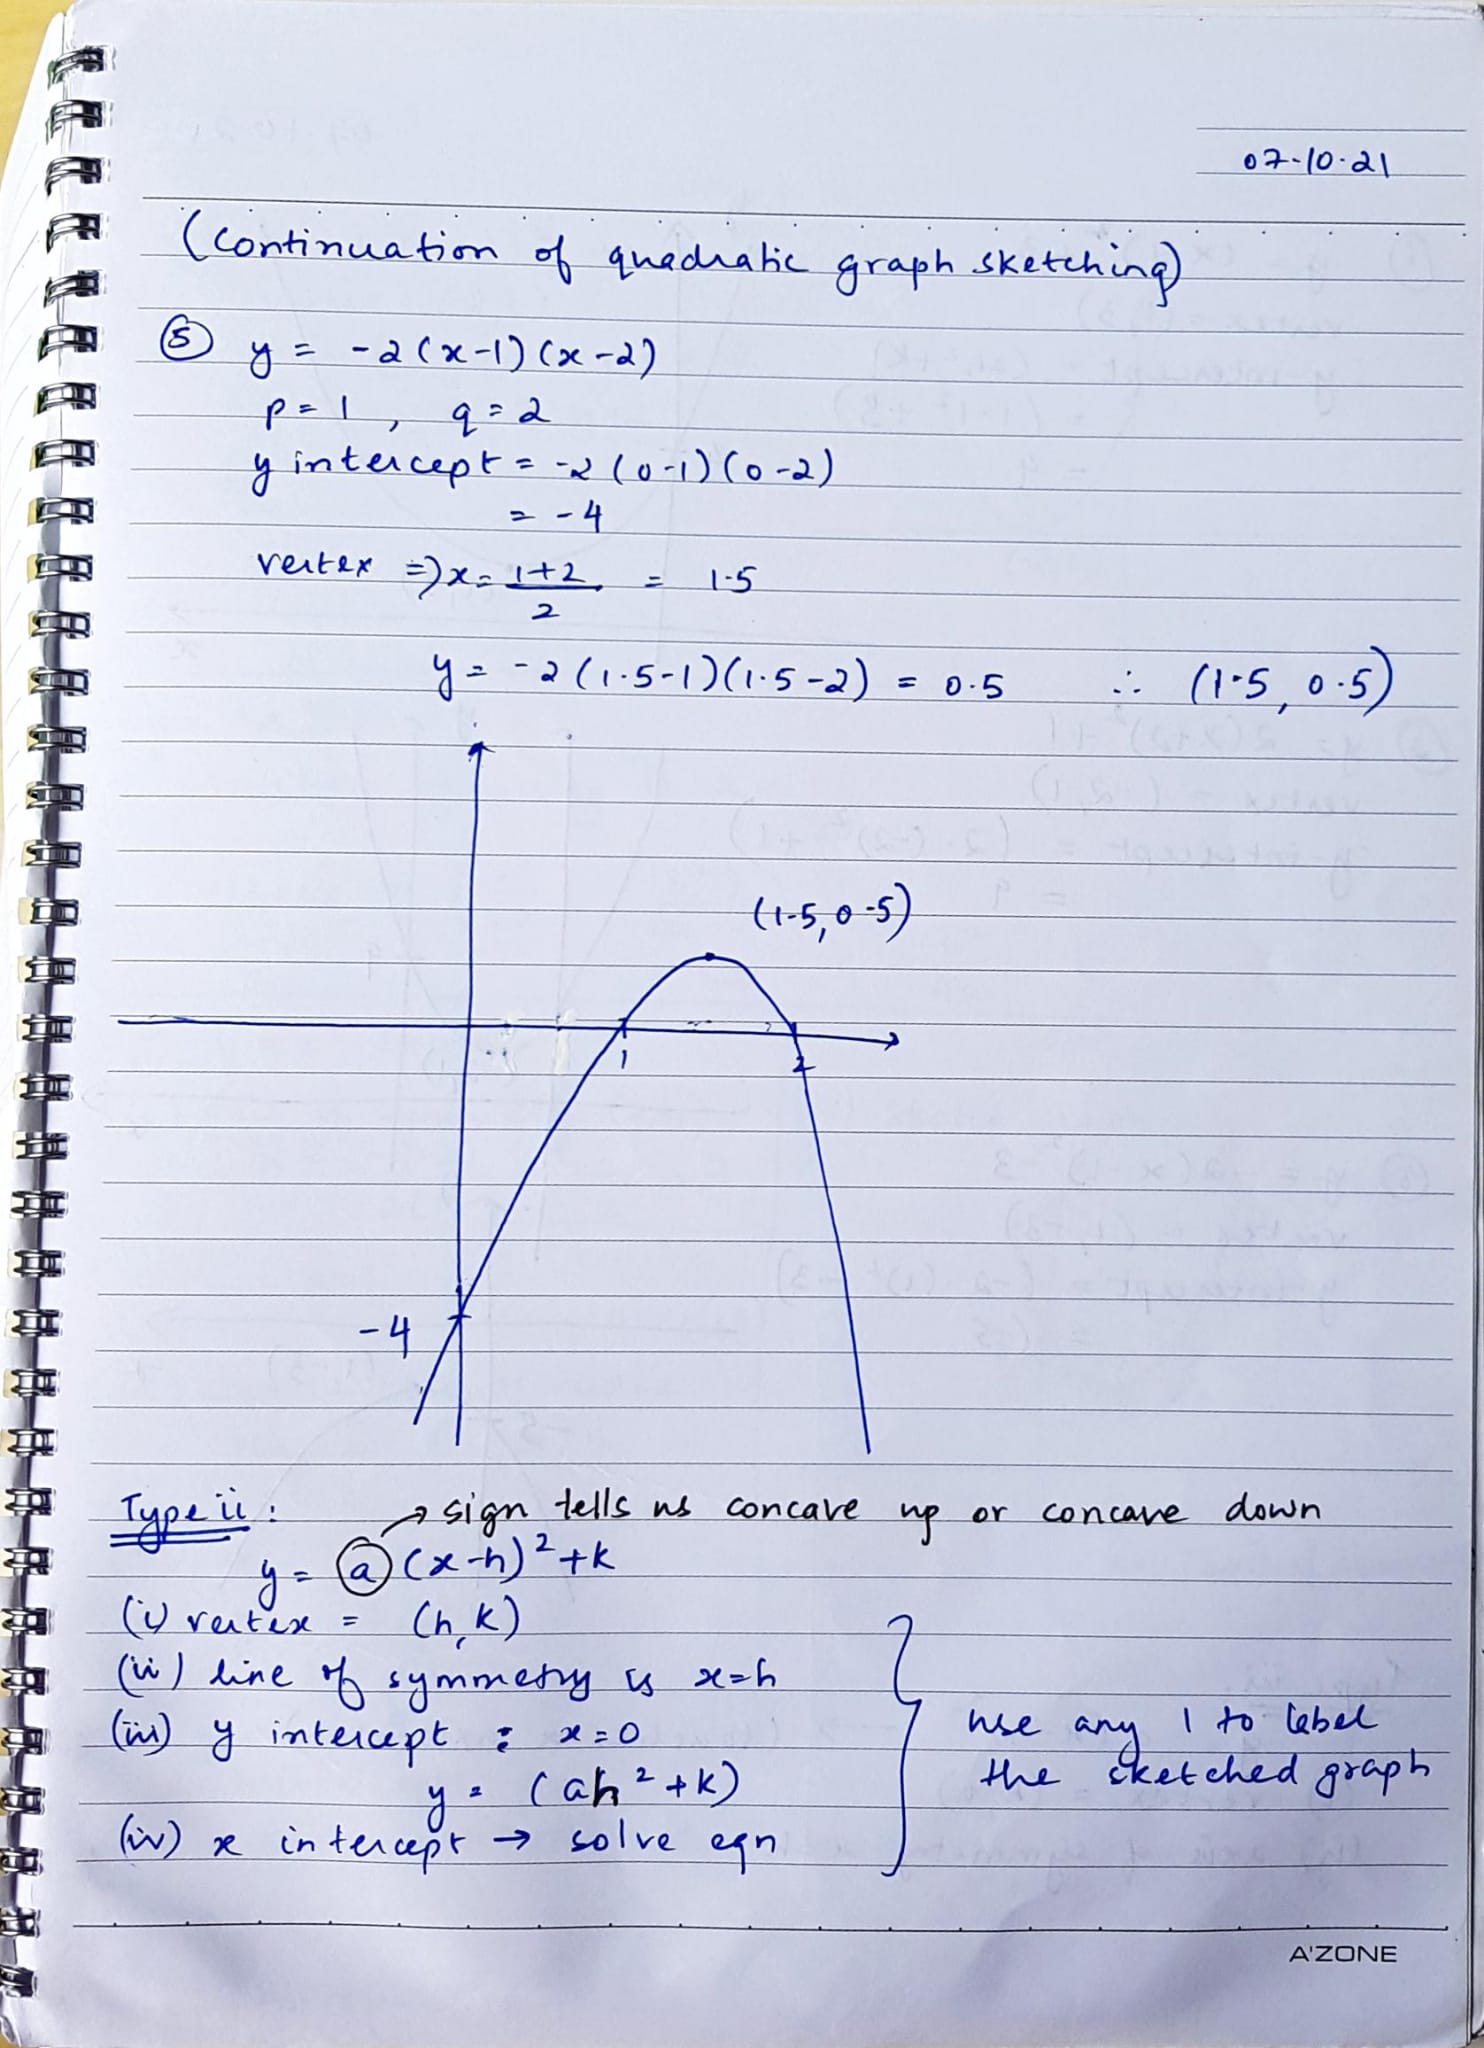 07-10-21
(Continuation of quadratic graph sketching)
⑤ y = -2(x-1)(x-2)
p=1, q=2
y intercept = -2(0-1)(0-2)
= -4
vertex ⇒ x = 1+2/2 = 1.5
y = -2(1.5-1)(1.5-2) = 0.5 ∴ (1.5, 0.5)
(1.5, 0.5)
1 2
-4
Type ii : → sign tells us concave up or concave down
y = a(x-h)²+k
(i) vertex = (h,k)
(ii) line of symmetry is x=h
(iii) y intercept : x=0
y = (ah²+k)
(iv) x intercept → solve eqn
use any 1 to label
the sketched graph
A'ZONE